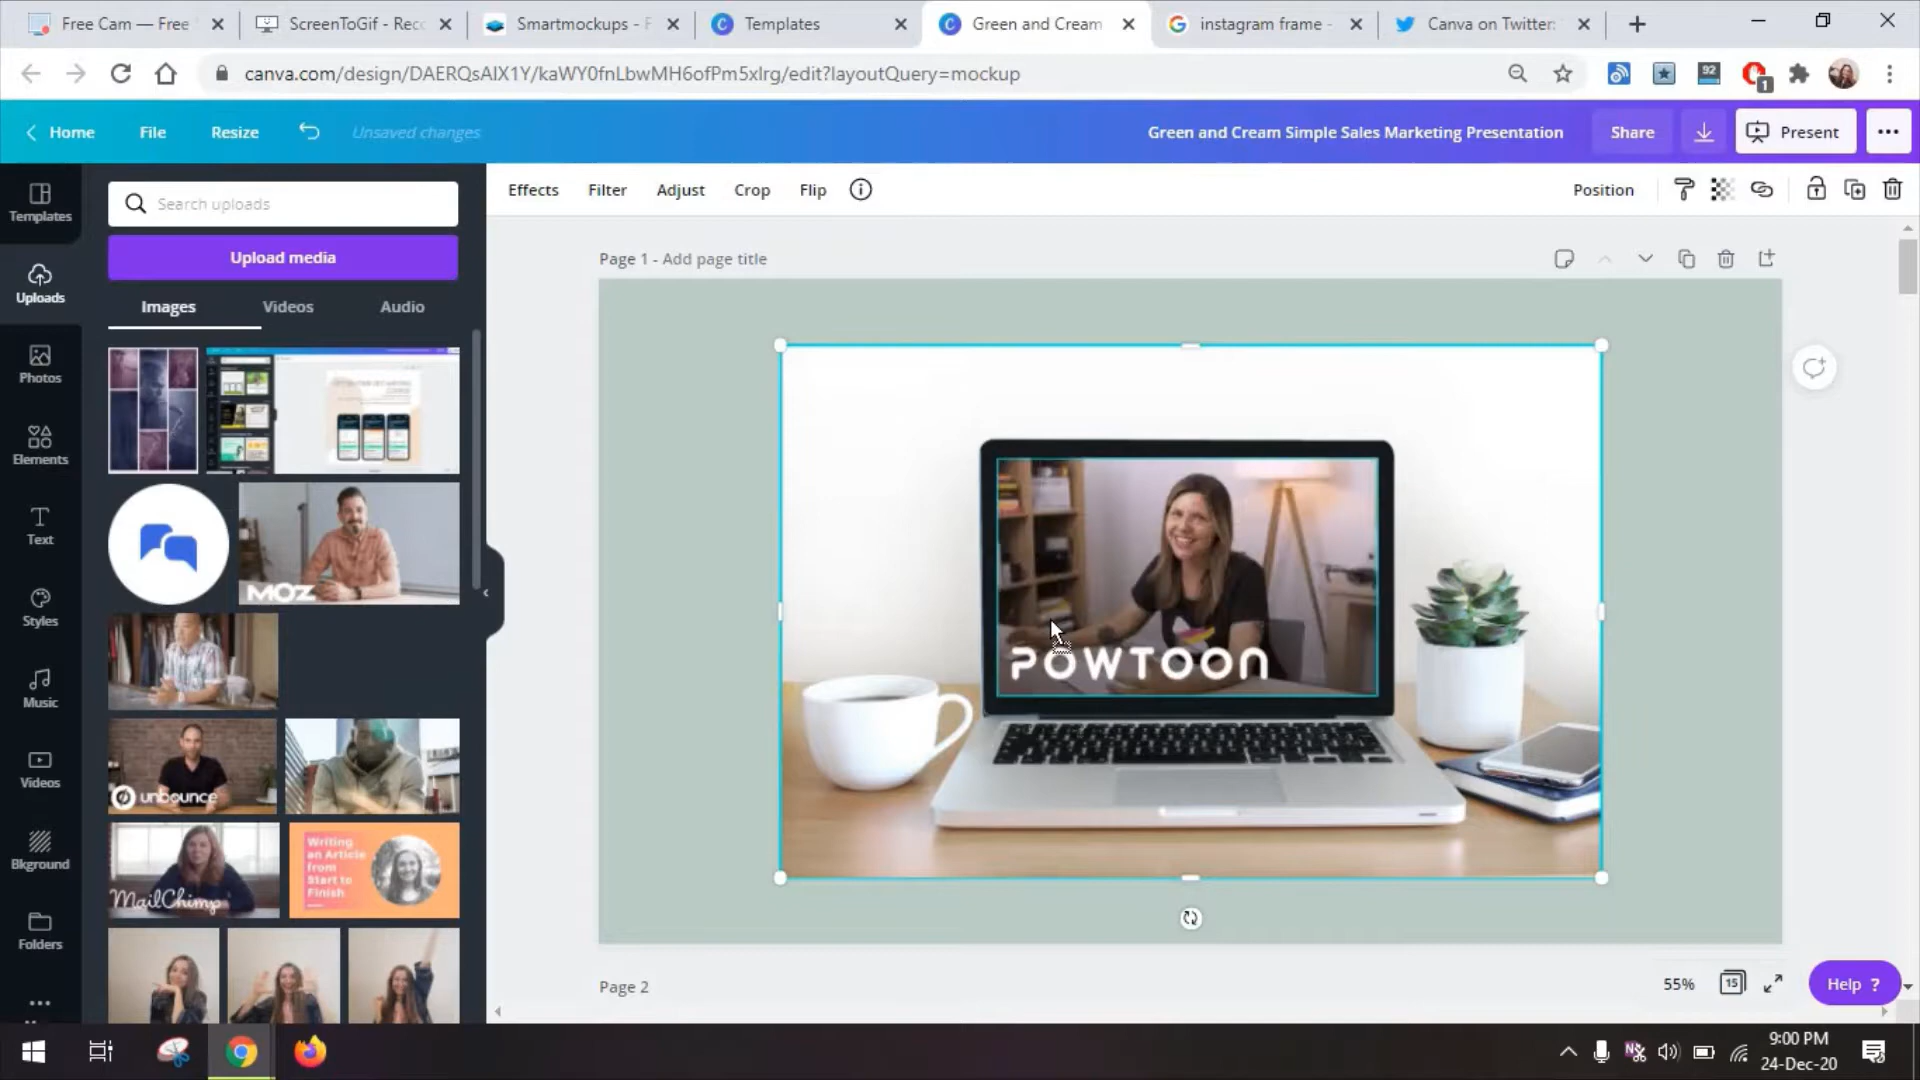 Free Cam — Free
ScreenToGif - Rec
Smartmockups - F
Templates
Green and Cream
instagram frame -
Canva on Twitter:
canva.com/design/DAERQsAlX1Y/kaWY0fnLbwMH6ofPm5xlrg/edit?layoutQuery=mockup
92
1
Home
File
Resize
Unsaved changes
Green and Cream Simple Sales Marketing Presentation
Share
Present
Templates
Uploads
Photos
Elements
Text
Styles
Music
Videos
Bkground
Folders
Search uploads
Upload media
Images
Videos
Audio
MOZ
unbounce
MailChimp
Writing
an Article
from
Start to
Finish
Effects
Filter
Adjust
Crop
Flip
Position
Page 1 - Add page title
POWTOON
Page 2
55%
15
Help ?
9:00 PM
24-Dec-20